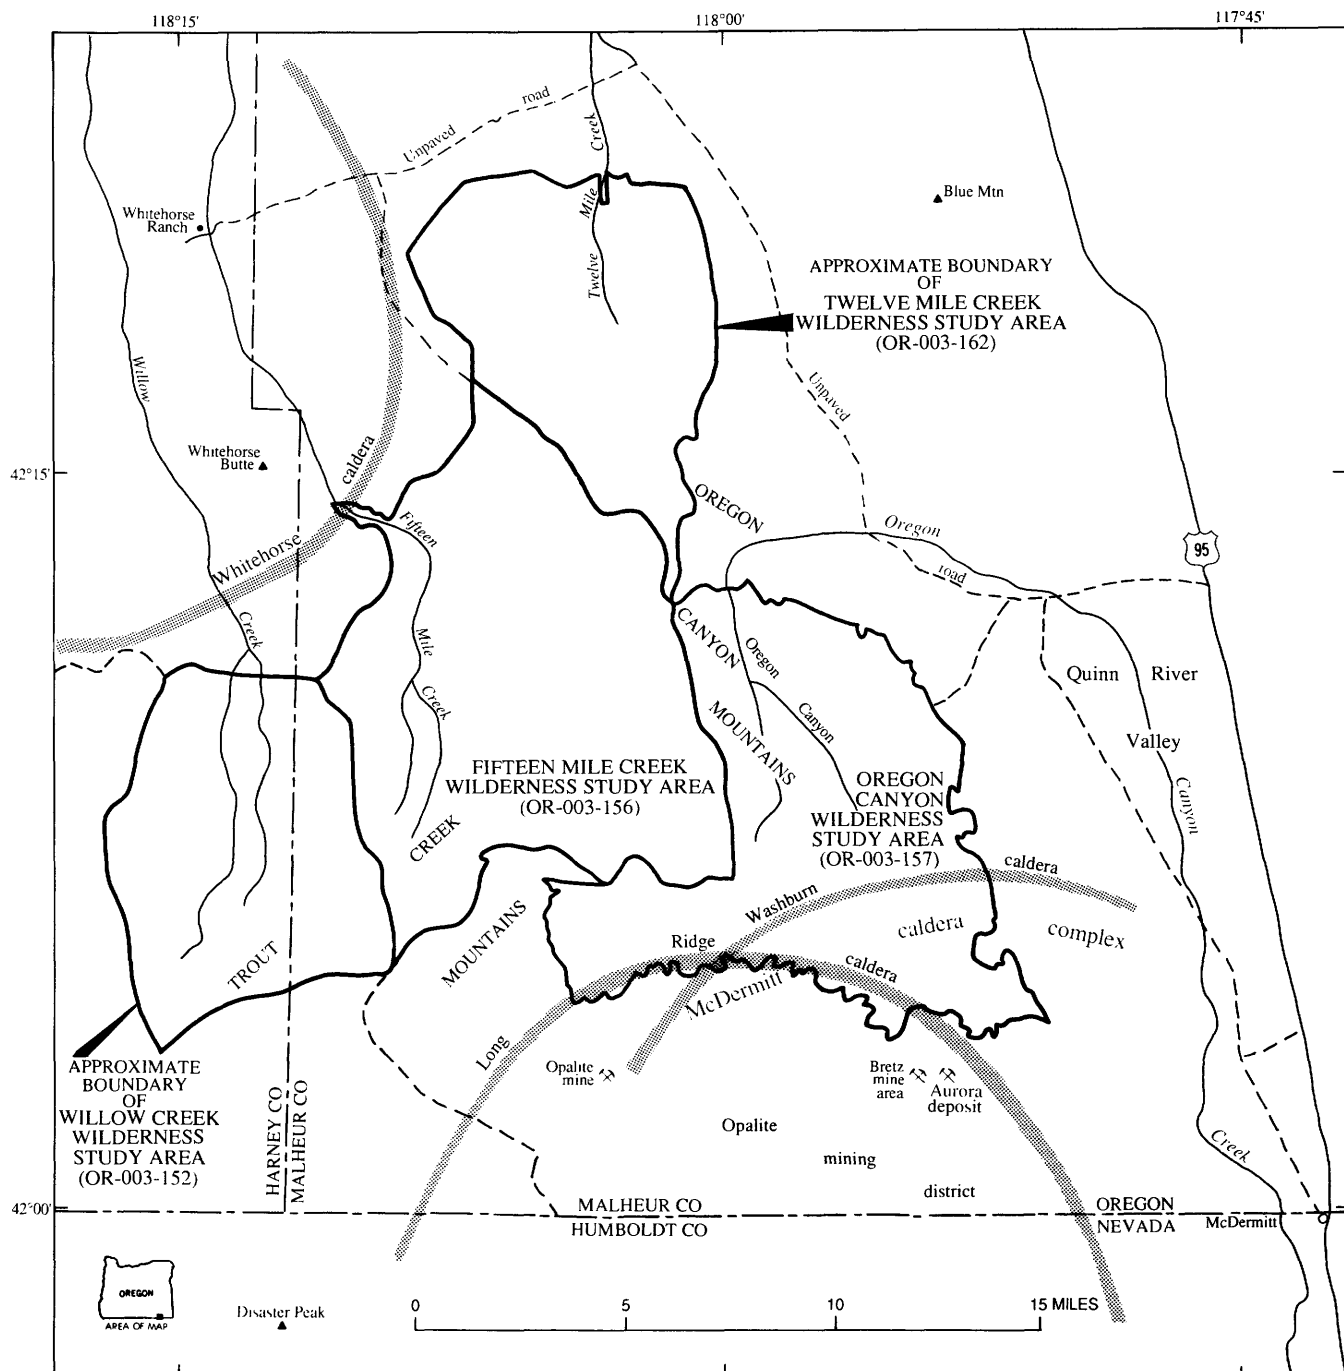 118°15'
118°00'
117°45'
Unpaved road
Creek
Mile
Twelve
Whitehorse
Ranch
Blue Mtn
APPROXIMATE BOUNDARY
OF
TWELVE MILE CREEK
WILDERNESS STUDY AREA
(OR-003-162)
Willow
Unpaved
Whitehorse
Butte
caldera
42°15'
OREGON
Fifteen
Oregon
95
Whitehorse
road
Creek
Mile
CANYON
Oregon
Quinn River
Creek
MOUNTAINS
Canyon
Valley
FIFTEEN MILE CREEK
WILDERNESS STUDY AREA
(OR-003-156)
OREGON
CANYON
WILDERNESS
STUDY AREA
(OR-003-157)
Canyon
CREEK
caldera
Washburn
MOUNTAINS
caldera
complex
Ridge
TROUT
caldera
McDermitt
Long
Opalite
mine
Bretz
mine
area
Aurora
deposit
APPROXIMATE
BOUNDARY
OF
WILLOW CREEK
WILDERNESS
STUDY AREA
(OR-003-152)
HARNEY CO
MALHEUR CO
Opalite
mining
district
Creek
42°00'
MALHEUR CO
HUMBOLDT CO
OREGON
NEVADA
McDermitt
OREGON
AREA OF MAP
Disaster Peak
0 5 10 15 MILES